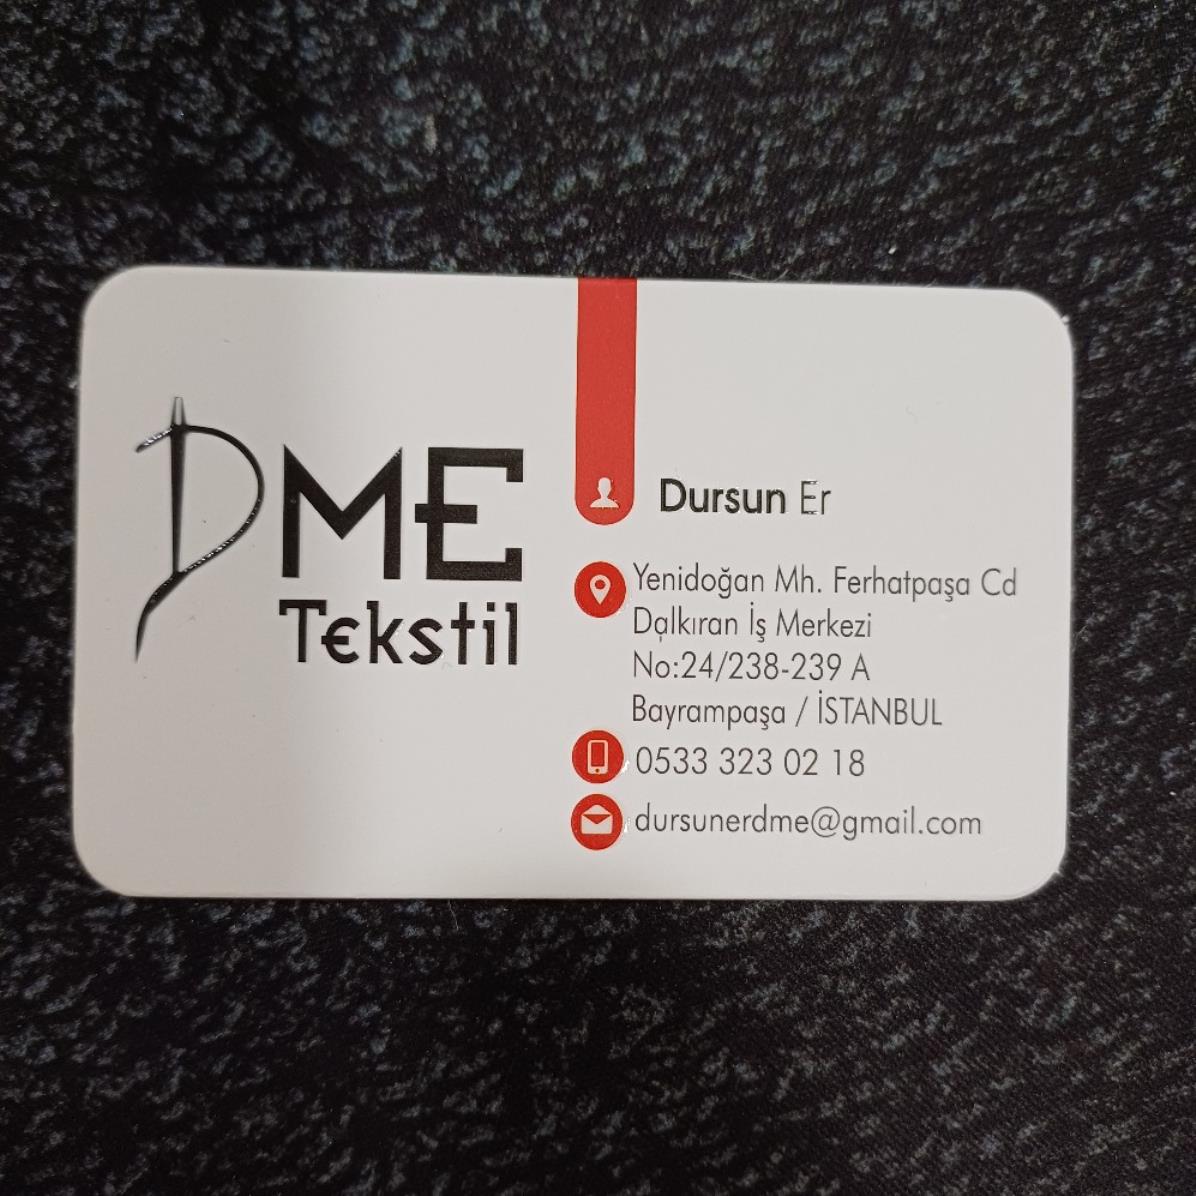 DME
Tekstil
Dursun Er
Yenidoğan Mh. Ferhatpaşa Cd
Dalkıran İş Merkezi
No:24/238-239 A
Bayrampaşa / İSTANBUL
0533 323 02 18
dursunerdme@gmail.com